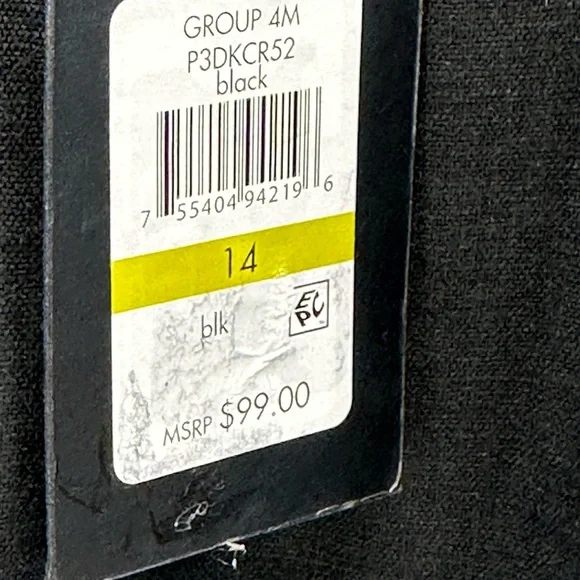 GROUP 4M
P3DKCR52
black
7 55404 94219 6
14
blk
EPC
MSRP $99.00